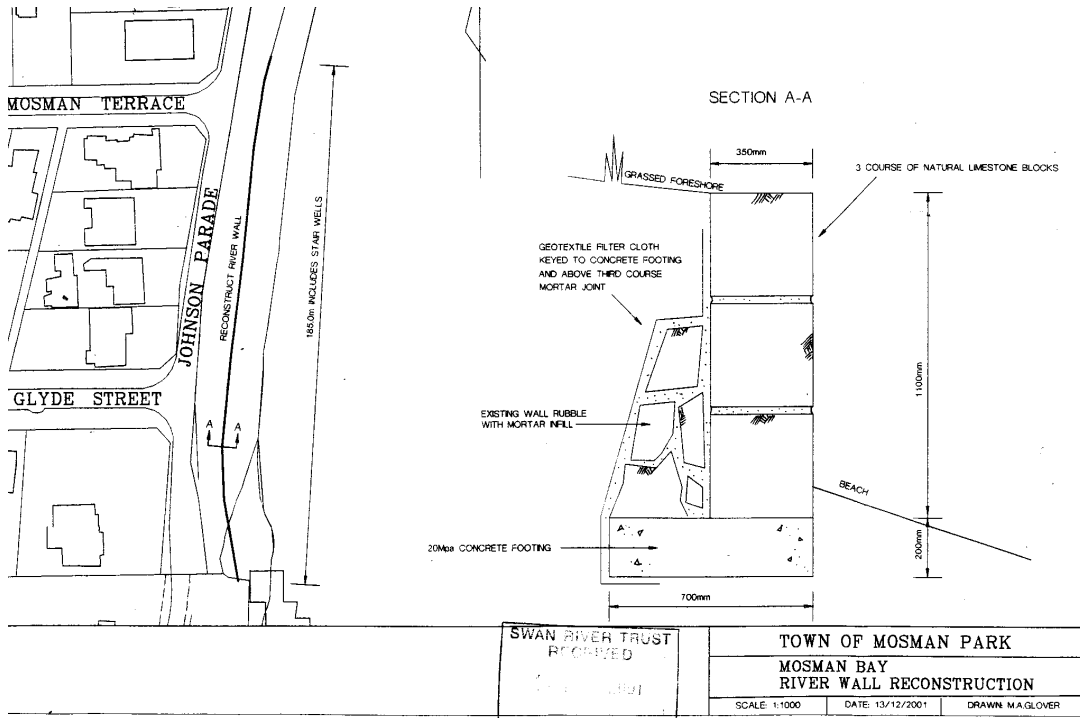 MOSMAN TERRACE
JOHNSON PARADE
RECONSTRUCT RIVER WALL
185.0m INCLUDES STAIR WELLS
GLYDE STREET
A A
SECTION A-A
350mm
3 COURSE OF NATURAL LIMESTONE BLOCKS
GRASSED FORESHORE
GEOTEXTILE FILTER CLOTH
KEYED TO CONCRETE FOOTING
AND ABOVE THIRD COURSE
MORTAR JOINT
1100mm
EXISTING WALL RUBBLE
WITH MORTAR INFILL
BEACH
20Mpa CONCRETE FOOTING
200mm
700mm
SWAN RIVER TRUST
RECEIVED
TOWN OF MOSMAN PARK
MOSMAN BAY
RIVER WALL RECONSTRUCTION
SCALE: 1:1000
DATE: 13/12/2001
DRAWN: M.A.GLOVER